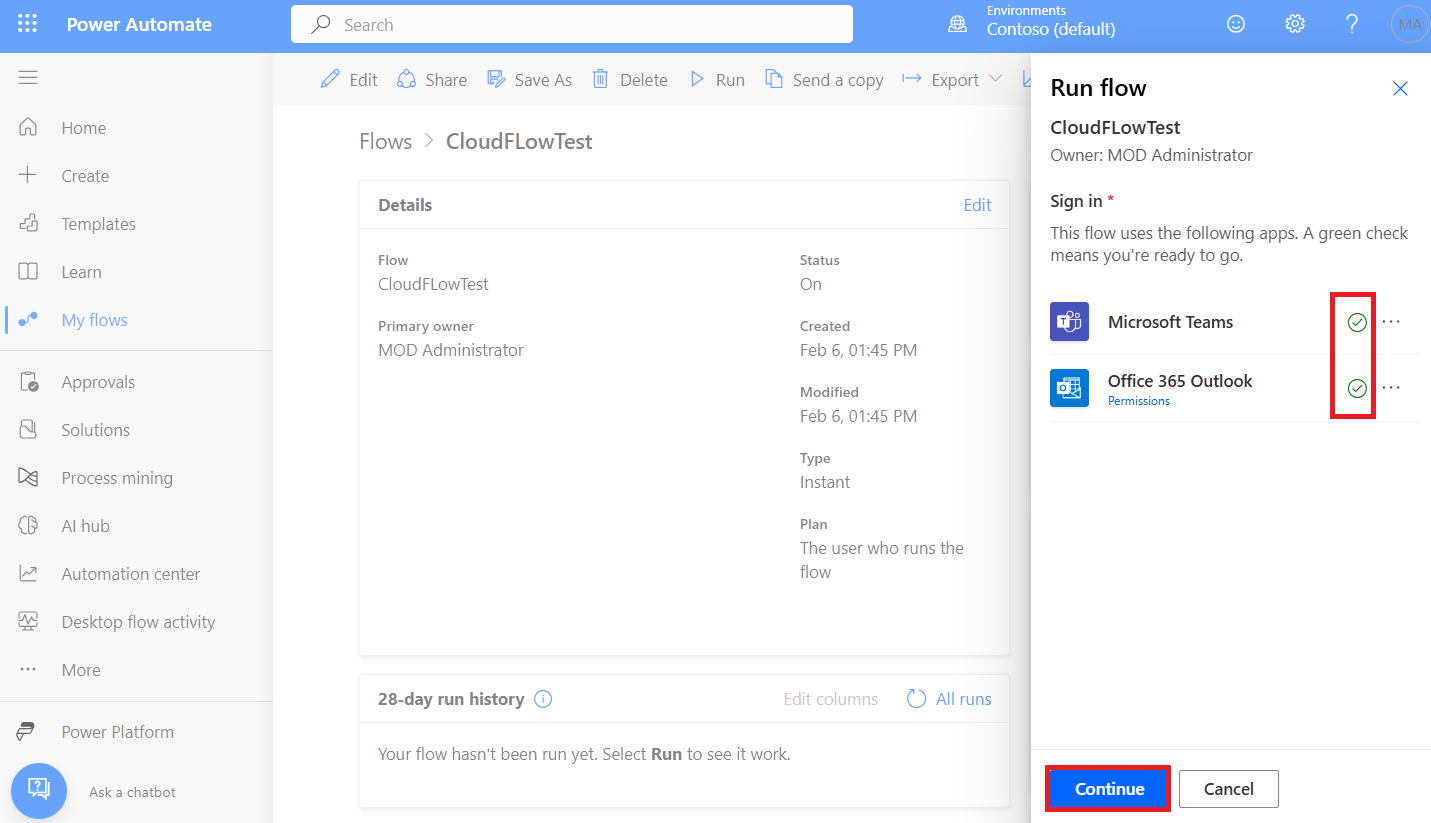 Power Automate
Search
Environments
Contoso (default)
MA
Home
Create
Templates
Learn
My flows
Approvals
Solutions
Process mining
AI hub
Automation center
Desktop flow activity
More
Power Platform
Ask a chatbot
Edit Share Save As Delete Run Send a copy Export
Flows > CloudFLowTest
Details Edit
Flow
CloudFLowTest
Primary owner
MOD Administrator
Status
On
Created
Feb 6, 01:45 PM
Modified
Feb 6, 01:45 PM
Type
Instant
Plan
The user who runs the
flow
28-day run history Edit columns All runs
Your flow hasn't been run yet. Select Run to see it work.
Run flow
CloudFLowTest
Owner: MOD Administrator
Sign in *
This flow uses the following apps. A green check
means you're ready to go.
Microsoft Teams
Office 365 Outlook
Permissions
Continue Cancel